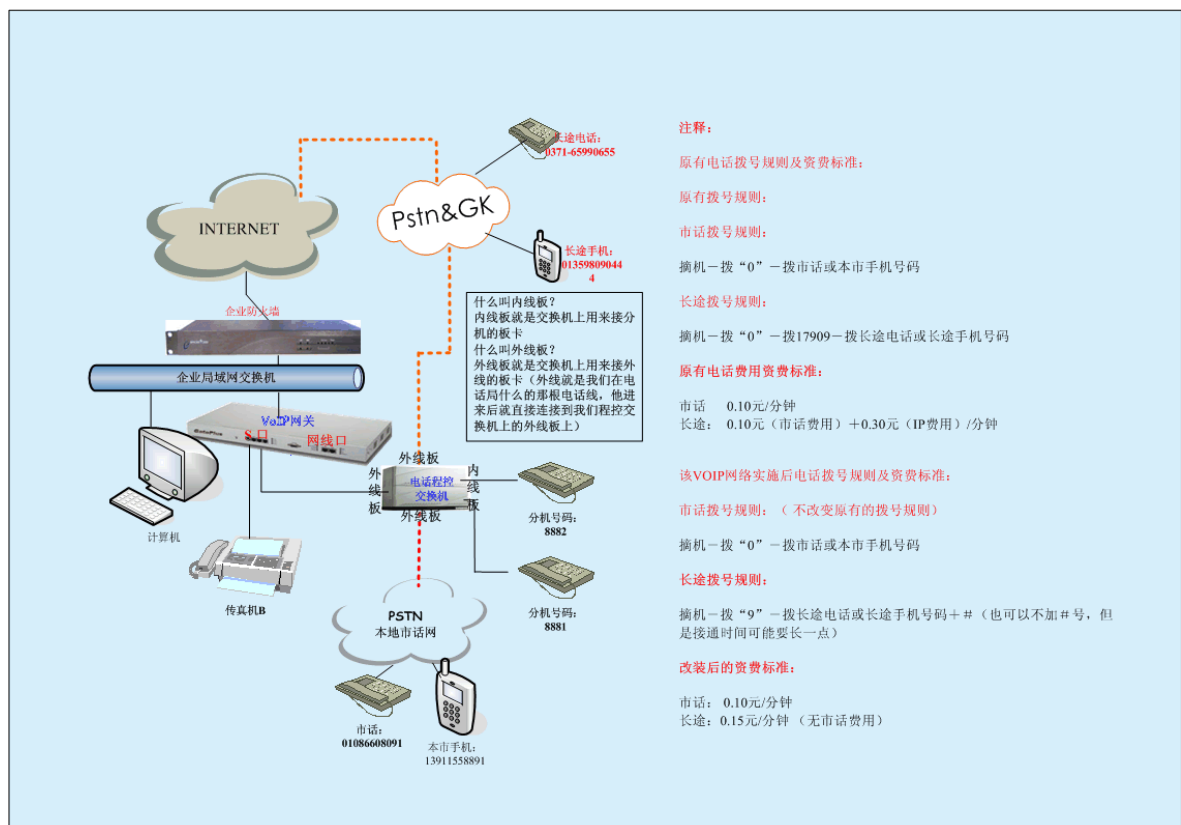 长途电话:
0371-65990655
Pstn&GK
INTERNET
长途手机:
01359809044
4
企业防火墙
企业局域网交换机
VoIP网关
S 口
网线口
计算机
传真机B
什么叫内线板?
内线板就是交换机上用来接分
机的板卡
什么叫外线板?
外线板就是交换机上用来接外
线的板卡(外线就是我们在电
话局什么的那根电话线,他进
来后就直接连接到我们程控交
换机上的外线板上)
外线板
外线板
内线板
电话程控
交换机
外线板
分机号码:
8882
分机号码:
8881
PSTN
本地市话网
市话:
01086608091
本市手机:
13911558891
注释:
原有电话拨号规则及资费标准:
原有拨号规则:
市话拨号规则:
摘机-拨“0”-拨市话或本市手机号码
长途拨号规则:
摘机-拨“0”-拨17909-拨长途电话或长途手机号码
原有电话费用资费标准:
市话 0.10元/分钟
长途: 0.10元(市话费用)+0.30元(IP费用)/分钟
该VOIP网络实施后电话拨号规则及资费标准:
市话拨号规则:( 不改变原有的拨号规则)
摘机-拨“0”-拨市话或本市手机号码
长途拨号规则:
摘机-拨“9”-拨长途电话或长途手机号码+#(也可以不加#号,但
是接通时间可能要长一点)
改装后的资费标准:
市话: 0.10元/分钟
长途:0.15元/分钟 (无市话费用)